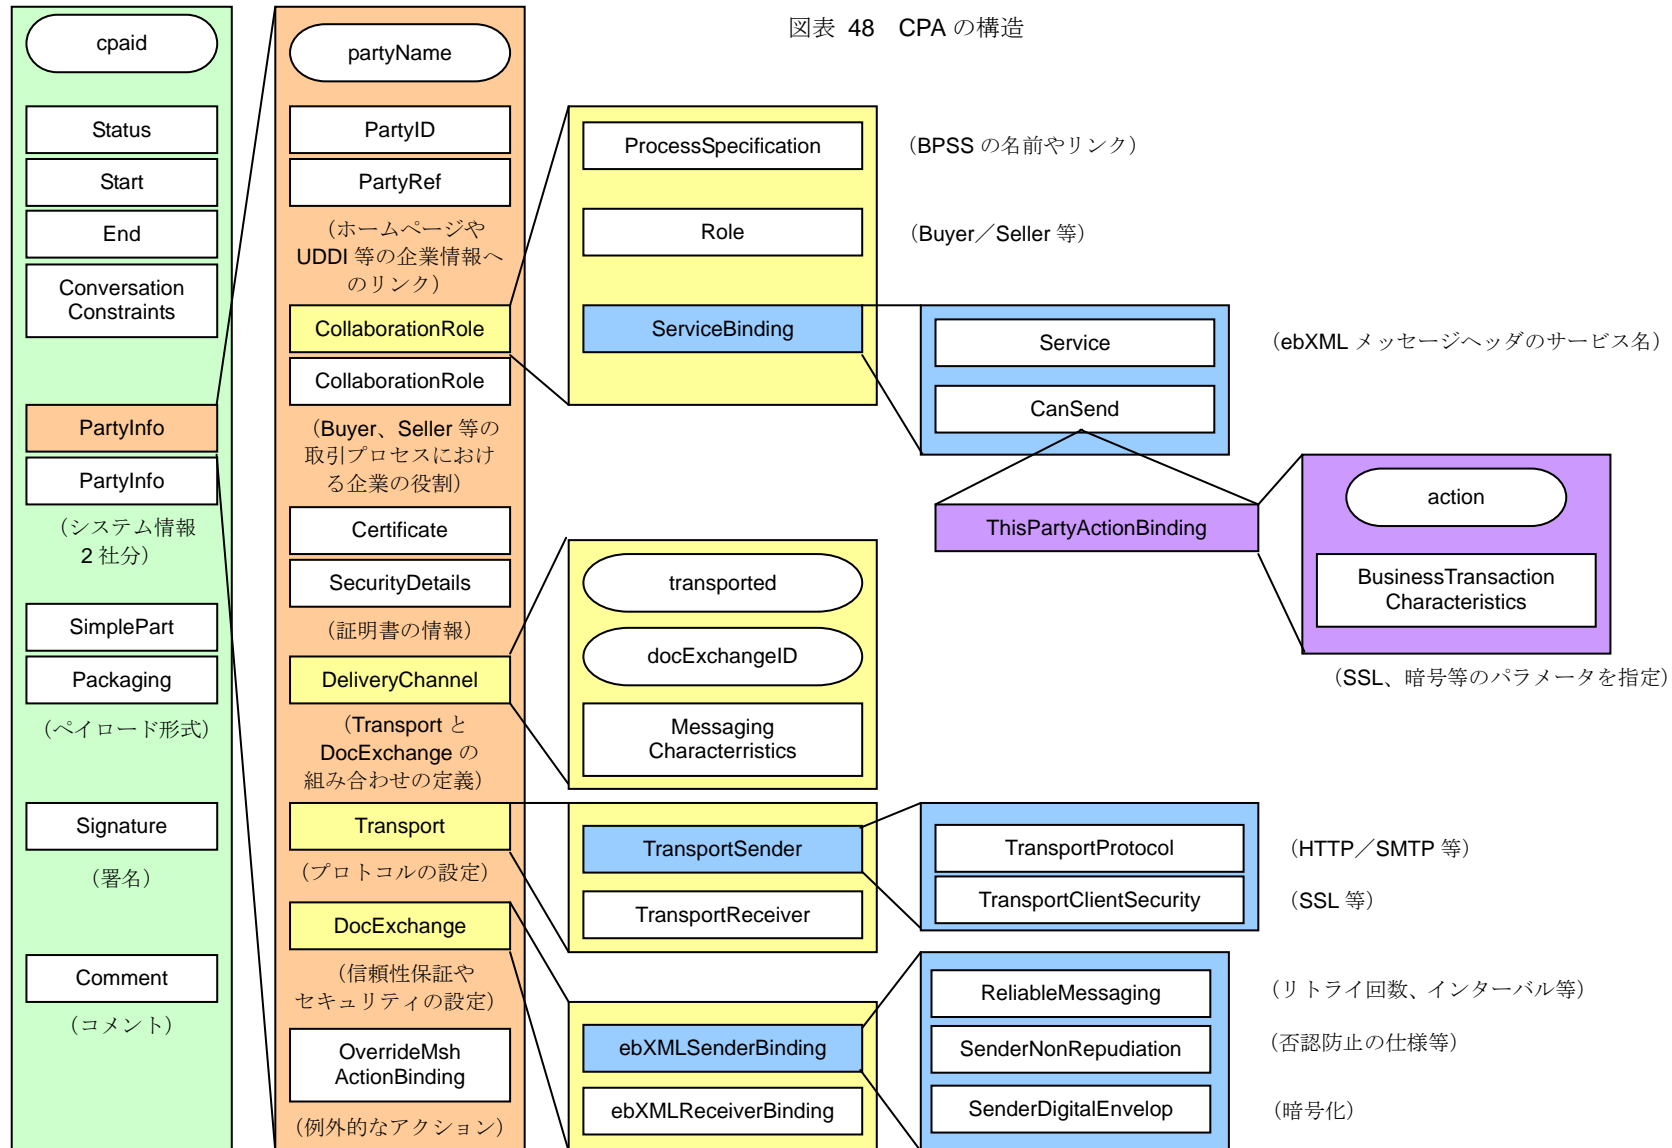 図表 48 CPA の構造
cpaid
Status
Start
End
Conversation
Constraints
PartyInfo
PartyInfo
（システム情報
2 社分）
SimplePart
Packaging
（ペイロード形式）
Signature
（署名）
Comment
（コメント）
partyName
PartyID
PartyRef
（ホームページや
UDDI 等の企業情報へ
のリンク）
CollaborationRole
CollaborationRole
（Buyer、Seller 等の
取引プロセスにおけ
る企業の役割）
Certificate
SecurityDetails
（証明書の情報）
DeliveryChannel
（Transport と
DocExchange の
組み合わせの定義）
Transport
（プロトコルの設定）
DocExchange
（信頼性保証や
セキュリティの設定）
OverrideMsh
ActionBinding
（例外的なアクション）
ProcessSpecification
（BPSS の名前やリンク）
Role
（Buyer／Seller 等）
ServiceBinding
Service
（ebXML メッセージヘッダのサービス名）
CanSend
ThisPartyActionBinding
action
BusinessTransaction
Characteristics
（SSL、暗号等のパラメータを指定）
transported
docExchangeID
Messaging
Characterristics
TransportSender
TransportReceiver
TransportProtocol
（HTTP／SMTP 等）
TransportClientSecurity
（SSL 等）
ebXMLSenderBinding
ebXMLReceiverBinding
ReliableMessaging
（リトライ回数、インターバル等）
SenderNonRepudiation
（否認防止の仕様等）
SenderDigitalEnvelop
（暗号化）